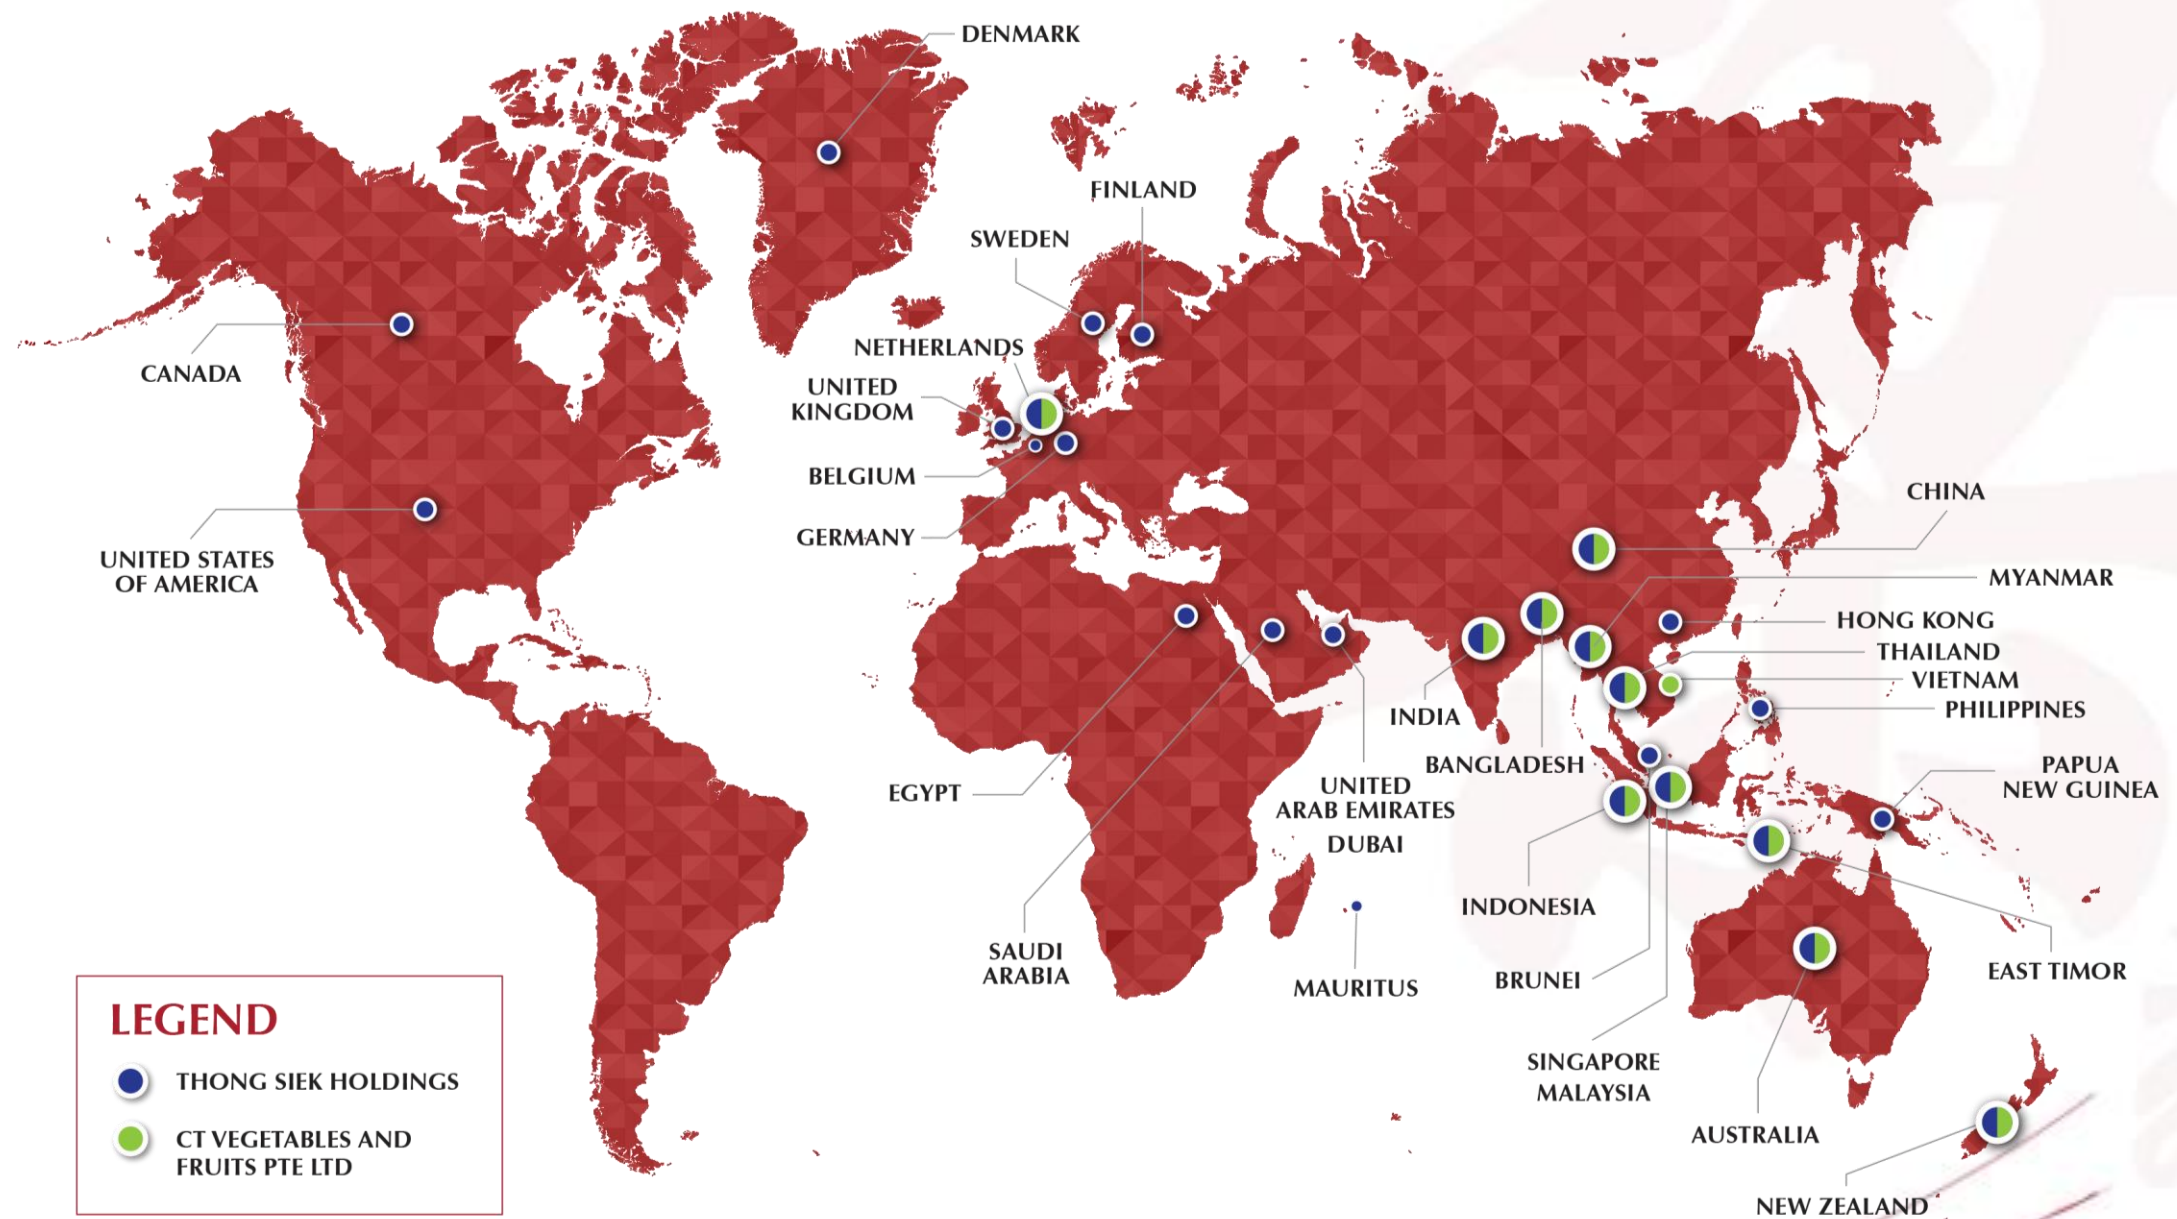 DENMARK
FINLAND
SWEDEN
NETHERLANDS
UNITED
KINGDOM
CANADA
BELGIUM
GERMANY
UNITED STATES
OF AMERICA
CHINA
MYANMAR
HONG KONG
THAILAND
VIETNAM
PHILIPPINES
INDIA
BANGLADESH
PAPUA
NEW GUINEA
EGYPT
UNITED
ARAB EMIRATES
DUBAI
INDONESIA
SAUDI
ARABIA
MAURITUS
BRUNEI
EAST TIMOR
SINGAPORE
MALAYSIA
AUSTRALIA
NEW ZEALAND
LEGEND
THONG SIEK HOLDINGS
CT VEGETABLES AND
FRUITS PTE LTD